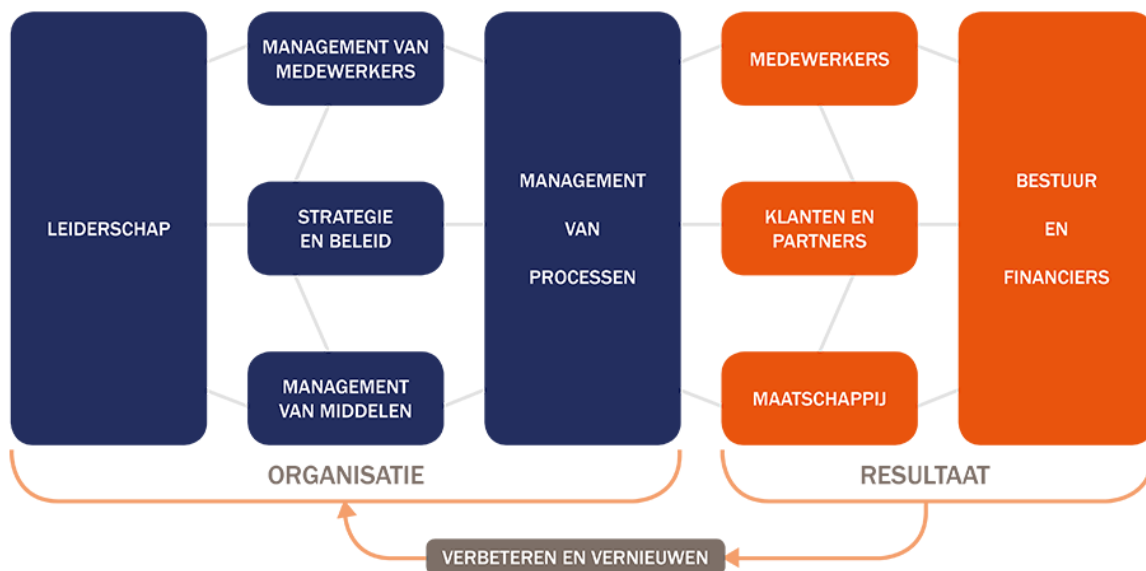 LEIDERSCHAP
MANAGEMENT VAN
MEDEWERKERS
STRATEGIE
EN BELEID
MANAGEMENT
VAN MIDDELEN
MANAGEMENT
VAN
PROCESSEN
MEDEWERKERS
KLANTEN EN
PARTNERS
MAATSCHAPPIJ
BESTUUR
EN
FINANCIERS
ORGANISATIE
RESULTAAT
VERBETEREN EN VERNIEUWEN